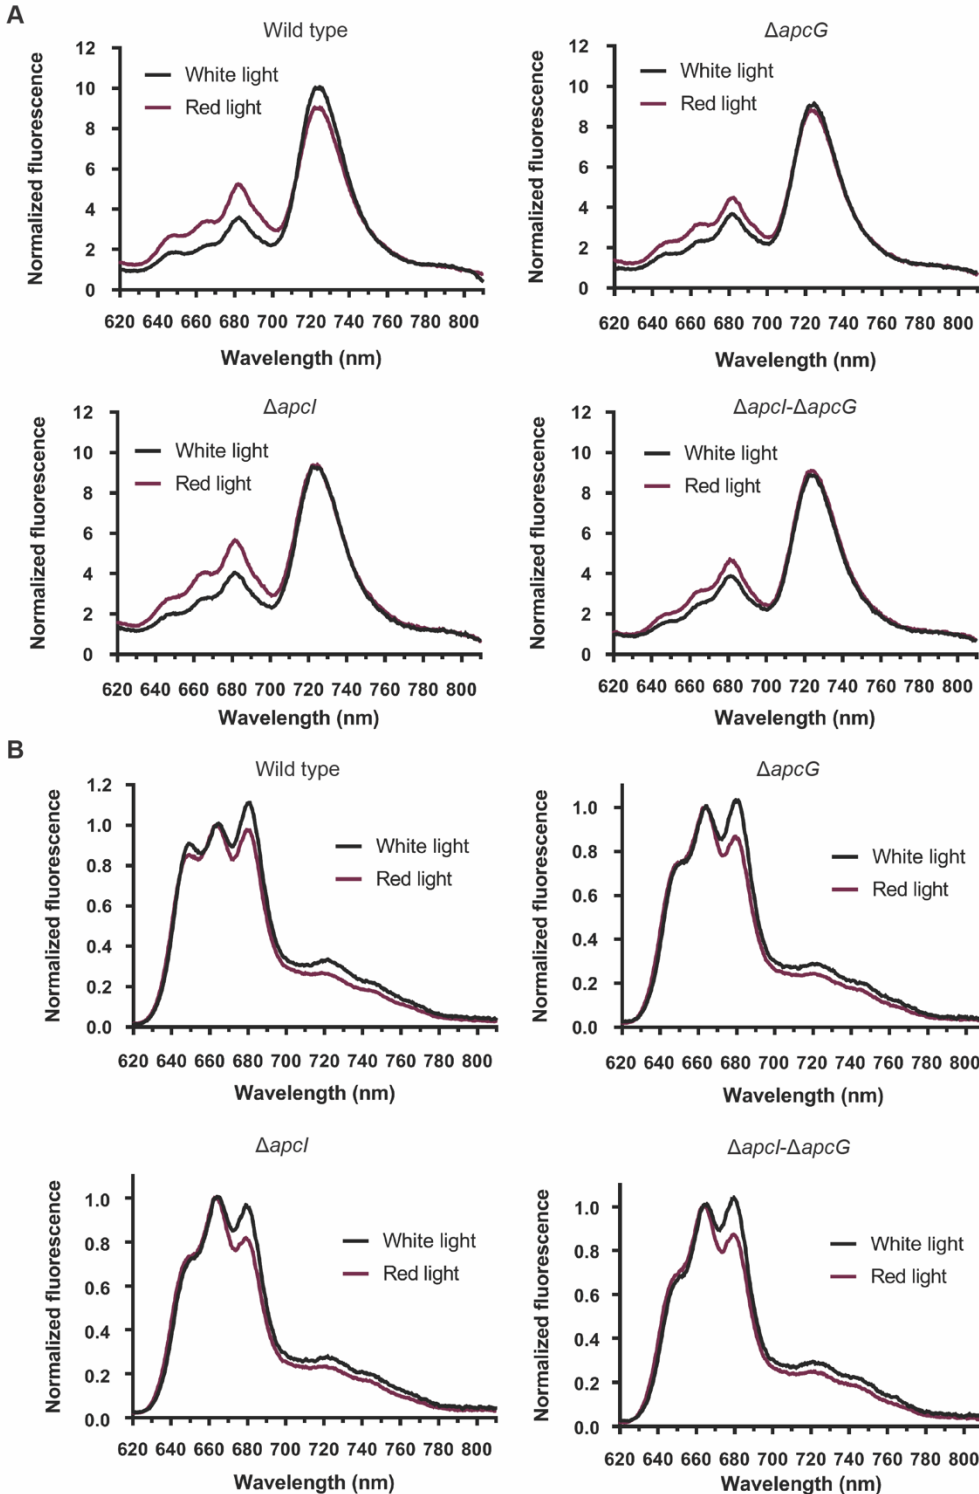 A
Wild type
Normalized fluorescence
12
10
8
6
4
2
0
White light
Red light
620 640 660 680 700 720 740 760 780 800
Wavelength (nm)
ΔapcG
Normalized fluorescence
12
10
8
6
4
2
0
White light
Red light
620 640 660 680 700 720 740 760 780 800
Wavelength (nm)
ΔapcI
Normalized fluorescence
12
10
8
6
4
2
0
White light
Red light
620 640 660 680 700 720 740 760 780 800
Wavelength (nm)
ΔapcI-ΔapcG
Normalized fluorescence
12
10
8
6
4
2
0
White light
Red light
620 640 660 680 700 720 740 760 780 800
Wavelength (nm)
B
Wild type
Normalized fluorescence
1.2
1.0
0.8
0.6
0.4
0.2
0.0
White light
Red light
620 640 660 680 700 720 740 760 780 800
Wavelength (nm)
ΔapcG
Normalized fluorescence
1.0
0.8
0.6
0.4
0.2
0.0
White light
Red light
620 640 660 680 700 720 740 760 780 800
Wavelength (nm)
ΔapcI
Normalized fluorescence
1.0
0.8
0.6
0.4
0.2
0.0
White light
Red light
620 640 660 680 700 720 740 760 780 800
Wavelength (nm)
ΔapcI-ΔapcG
Normalized fluorescence
1.0
0.8
0.6
0.4
0.2
0.0
White light
Red light
620 640 660 680 700 720 740 760 780 800
Wavelength (nm)